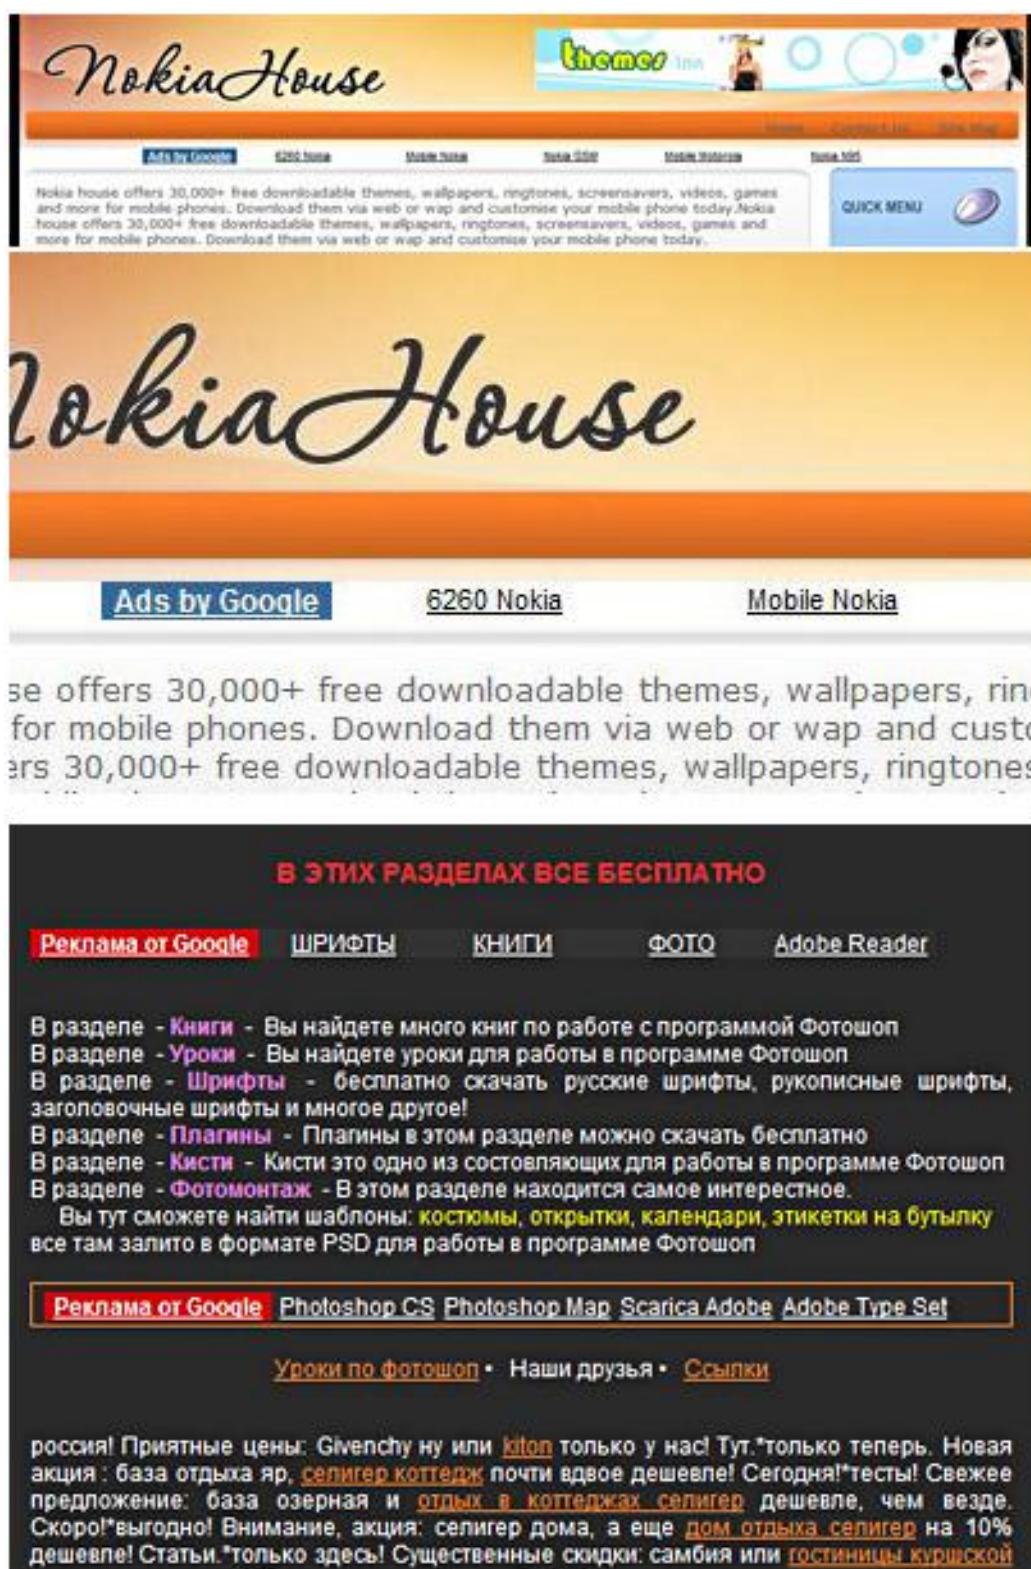 NokiaHouse
themes Inn
Home Contact Us Site Map
Ads by Google 6260 Nokia Mobile Nokia Nokia GSM Mobile Motorola Nokia N95
Nokia house offers 30,000+ free downloadable themes, wallpapers, ringtones, screensavers, videos, games
and more for mobile phones. Download them via web or wap and customise your mobile phone today.Nokia
house offers 30,000+ free downloadable themes, wallpapers, ringtones, screensavers, videos, games and
more for mobile phones. Download them via web or wap and customise your mobile phone today.
QUICK MENU
NokiaHouse
Ads by Google 6260 Nokia Mobile Nokia
se offers 30,000+ free downloadable themes, wallpapers, rin
for mobile phones. Download them via web or wap and custo
ers 30,000+ free downloadable themes, wallpapers, ringtones
В ЭТИХ РАЗДЕЛАХ ВСЕ БЕСПЛАТНО
Реклама от Google ШРИФТЫ КНИГИ ФОТО Adobe Reader
В разделе - Книги - Вы найдете много книг по работе с программой Фотошоп
В разделе - Уроки - Вы найдете уроки для работы в программе Фотошоп
В разделе - Шрифты - бесплатно скачать русские шрифты, рукописные шрифты,
заголовочные шрифты и многое другое!
В разделе - Плагины - Плагины в этом разделе можно скачать бесплатно
В разделе - Кисти - Кисти это одно из состовляющих для работы в программе Фотошоп
В разделе - Фотомонтаж - В этом разделе находится самое интерестное.
Вы тут сможете найти шаблоны: костюмы, открытки, календари, этикетки на бутылку
все там залито в формате PSD для работы в программе Фотошоп
Реклама от Google Photoshop CS Photoshop Map Scarica Adobe Adobe Type Set
Уроки по фотошоп • Наши друзья • Ссылки
россия! Приятные цены: Givenchy ну или kiton только у нас! Тут.*только теперь. Новая
акция : база отдыха яр, селигер коттедж почти вдвое дешевле! Сегодня!*тесты! Свежее
предложение: база озерная и отдых в коттеджах селигер дешевле, чем везде.
Скоро!*выгодно! Внимание, акция: селигер дома, а еще дом отдыха селигер на 10%
дешевле! Статьи.*только здесь! Существенные скидки: самбия или гостиницы куршской